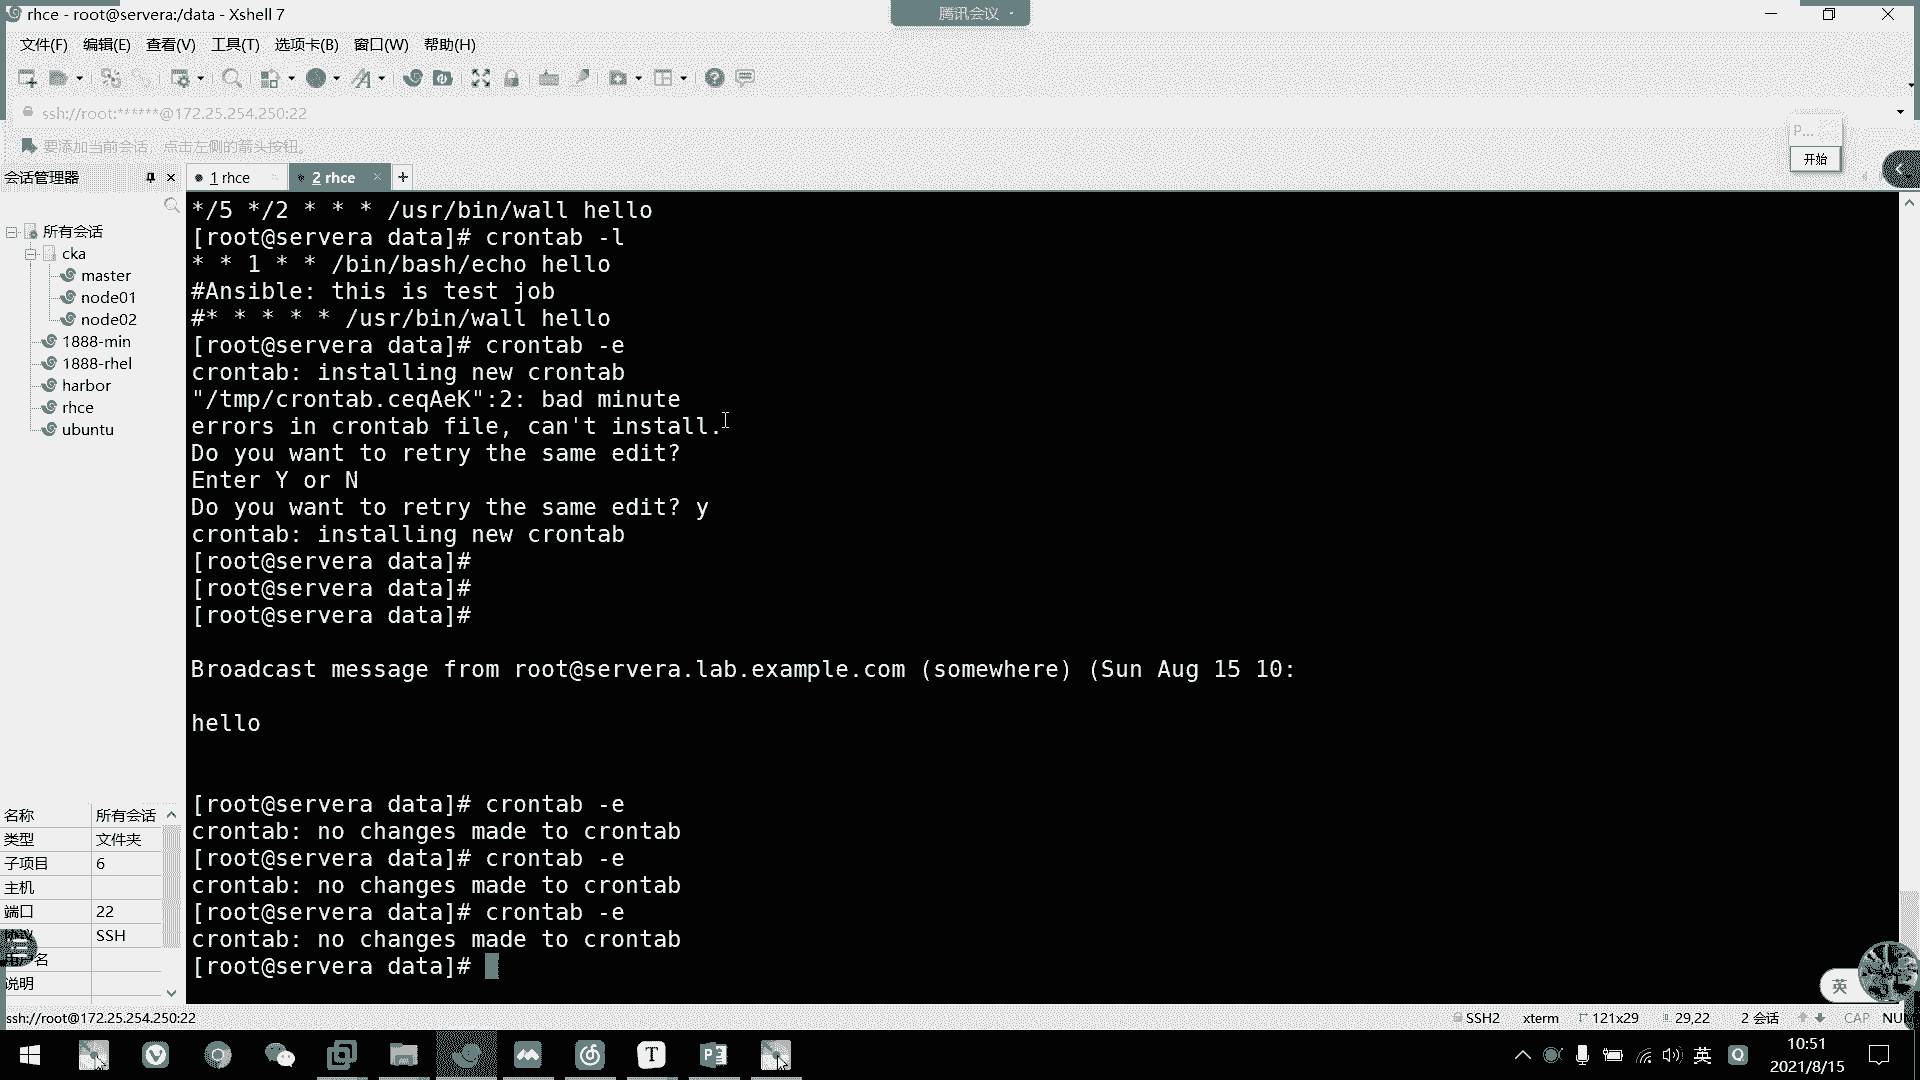 rhce - root@servera:/data - Xshell 7
腾讯会议
文件(F) 编辑(E) 查看(V) 工具(T) 选项卡(B) 窗口(W) 帮助(H)
ssh://root:******@172.25.254.250:22
要添加当前会话，点击左侧的箭头按钮。
P...
开始
会话管理器
1 rhce
2 rhce
所有会话
cka
master
node01
node02
1888-min
1888-rhel
harbor
rhce
ubuntu
*/5 */2 * * * /usr/bin/wall hello
[root@servera data]# crontab -l
* * 1 * * /bin/bash/echo hello
#Ansible: this is test job
#* * * * * /usr/bin/wall hello
[root@servera data]# crontab -e
crontab: installing new crontab
"/tmp/crontab.ceqAeK":2: bad minute
errors in crontab file, can't install.
Do you want to retry the same edit?
Enter Y or N
Do you want to retry the same edit? y
crontab: installing new crontab
[root@servera data]#
[root@servera data]#
[root@servera data]#
Broadcast message from root@servera.lab.example.com (somewhere) (Sun Aug 15 10:
hello
[root@servera data]# crontab -e
crontab: no changes made to crontab
[root@servera data]# crontab -e
crontab: no changes made to crontab
[root@servera data]# crontab -e
crontab: no changes made to crontab
[root@servera data]#
名称 所有会话
类型 文件夹
子项目 6
主机
端口 22
SSH
说明
英
ssh://root@172.25.254.250:22
SSH2 xterm 121x29 29,22 2 会话 CAP NUM
英
10:51
2021/8/15